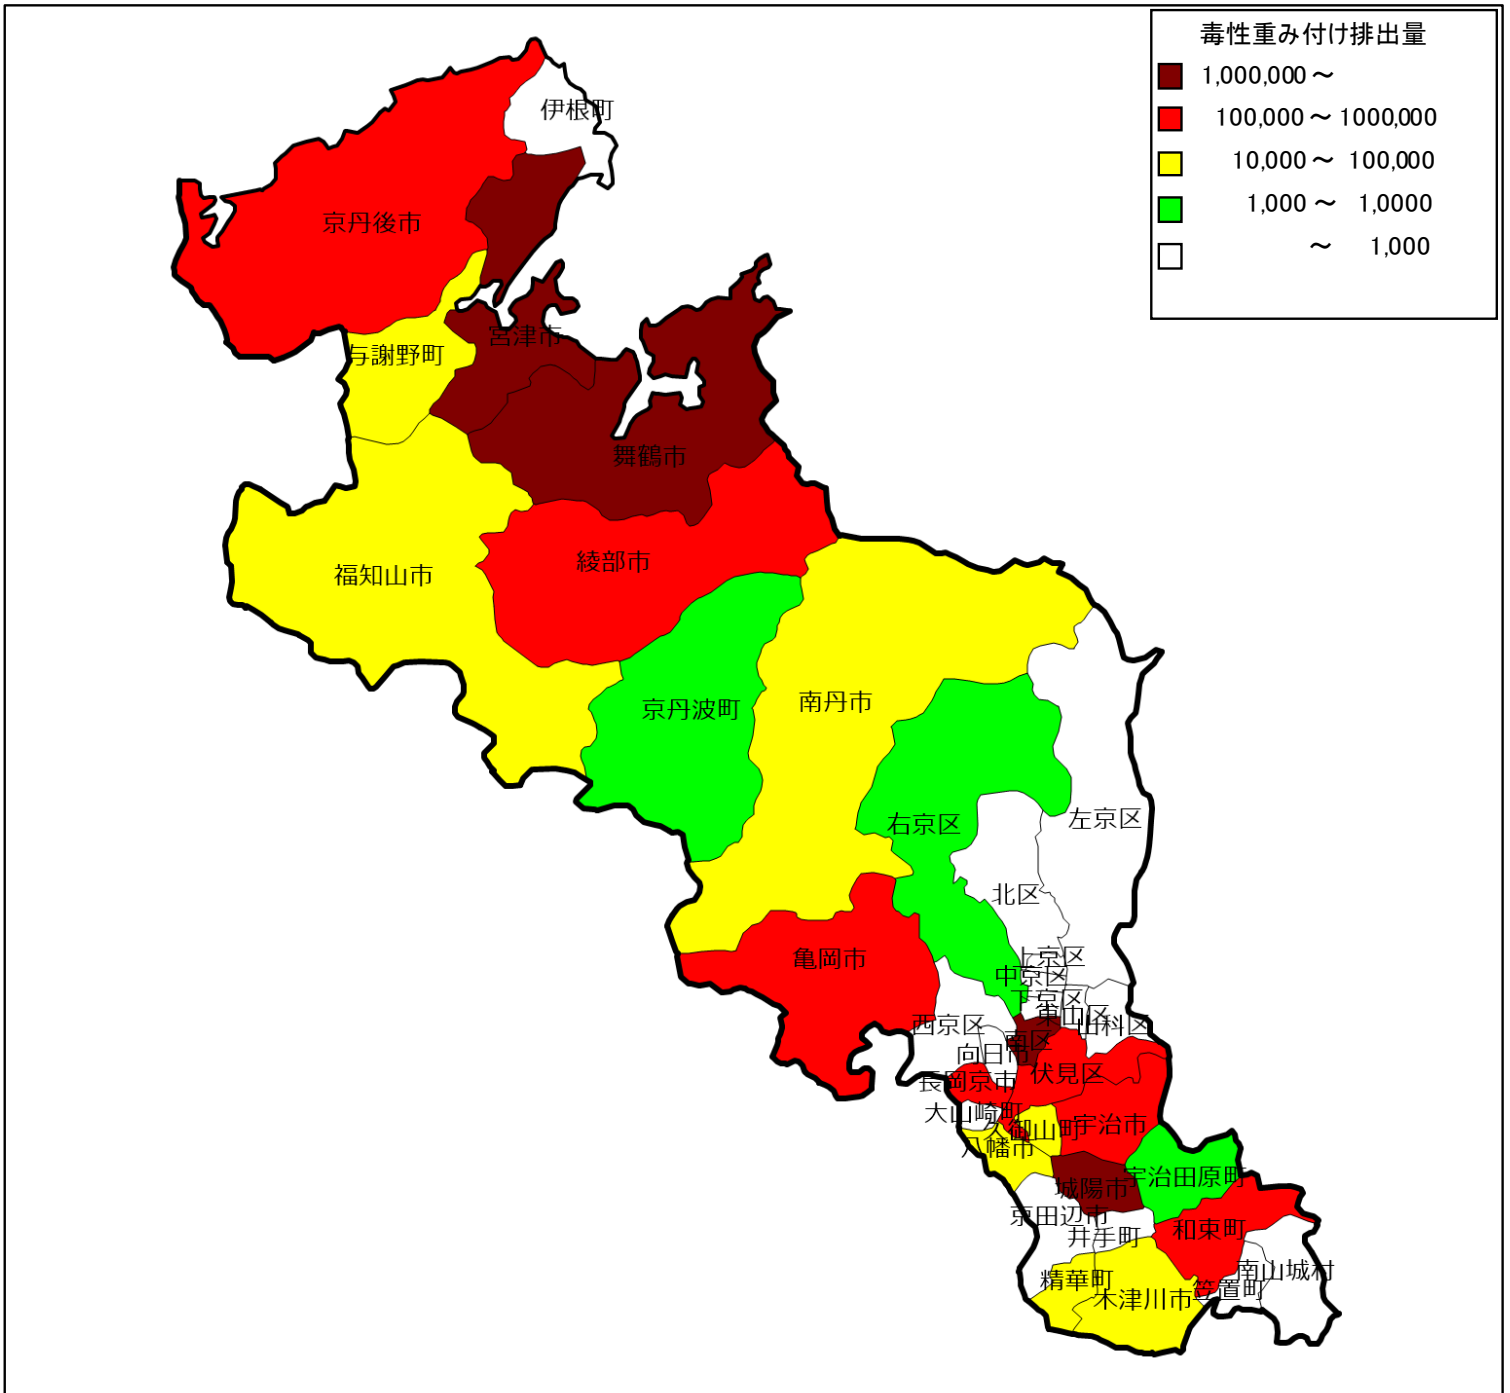 毒性重み付け排出量
1,000,000～
100,000～1000,000
10,000～ 100,000
1,000～ 1,0000
～ 1,000
伊根町
京丹後市
宮津市
与謝野町
舞鶴市
綾部市
福知山市
京丹波町
南丹市
右京区
左京区
北区
上京区
亀岡市
中京区
下京区
東山区
山科区
西京区
南区
向日市
伏見区
長岡京市
大山崎町
久御山町
宇治市
八幡市
宇治田原町
城陽市
京田辺市
和束町
井手町
南山城村
精華町
笠置町
木津川市